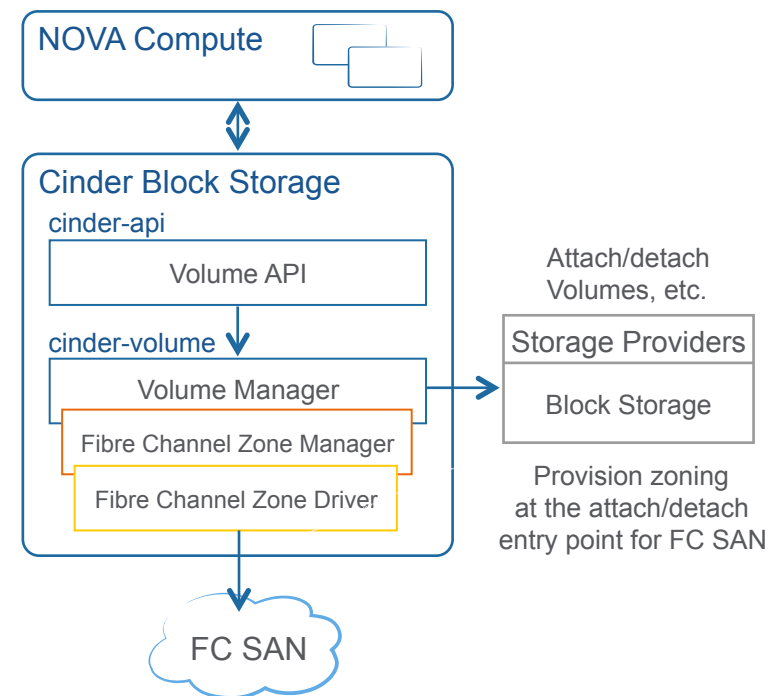 NOVA Compute
Cinder Block Storage
cinder-api
Volume API
cinder-volume
Volume Manager
Fibre Channel Zone Manager
Fibre Channel Zone Driver
FC SAN
Attach/detach
Volumes, etc.
Storage Providers
Block Storage
Provision zoning
at the attach/detach
entry point for FC SAN